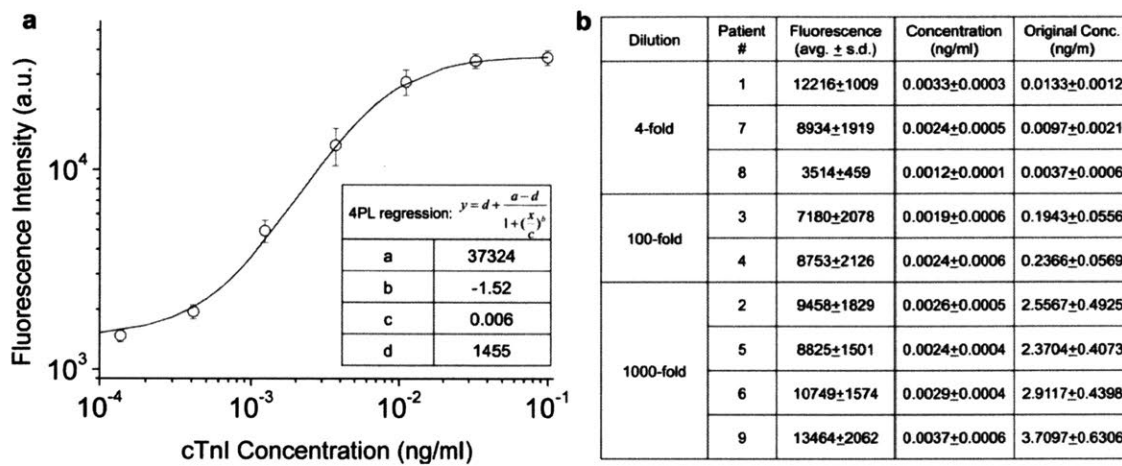 a
Fluorescence Intensity (a.u.)
10⁴
10³
10⁻⁴ 10⁻³ 10⁻² 10⁻¹
cTnI Concentration (ng/ml)
4PL regression: y = d + (a − d) / (1 + (x/c)ᵇ)
a 37324
b -1.52
c 0.006
d 1455
b
Dilution Patient # Fluorescence (avg. ± s.d.) Concentration (ng/ml) Original Conc. (ng/m)
4-fold 1 12216±1009 0.0033±0.0003 0.0133±0.0012
7 8934±1919 0.0024±0.0005 0.0097±0.0021
8 3514±459 0.0012±0.0001 0.0037±0.0006
100-fold 3 7180±2078 0.0019±0.0006 0.1943±0.0556
4 8753±2126 0.0024±0.0006 0.2366±0.0569
1000-fold 2 9458±1829 0.0026±0.0005 2.5567±0.4925
5 8825±1501 0.0024±0.0004 2.3704±0.4073
6 10749±1574 0.0029±0.0004 2.9117±0.4398
9 13464±2062 0.0037±0.0006 3.7097±0.6306